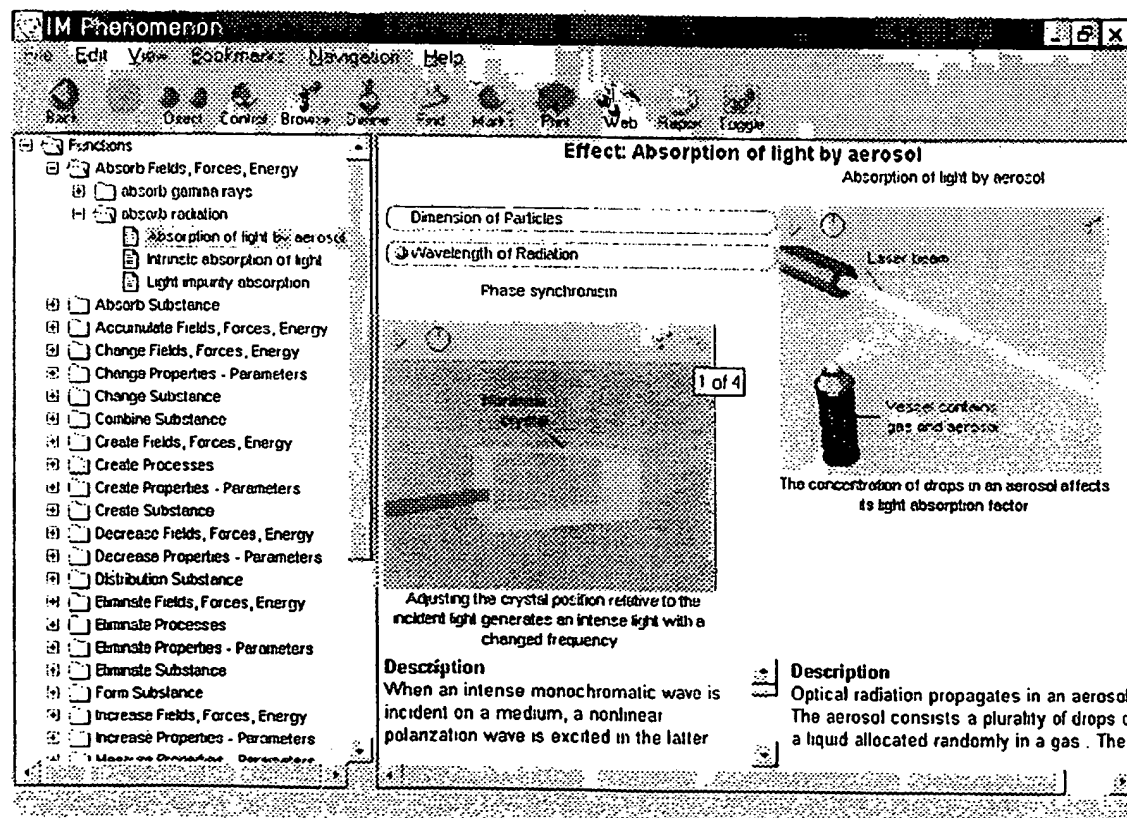 IM Phenomenon
File Edit View Bookmarks Navigation Help
Back Direct Control Browse Find Mark Print Web Report Toggle
Functions
Absorb Fields, Forces, Energy
absorb gamma rays
absorb radiation
Absorption of light by aerosol
Intrinsic absorption of light
Light impurity absorption
Absorb Substance
Accumulate Fields, Forces, Energy
Change Fields, Forces, Energy
Change Properties - Parameters
Change Substance
Combine Substance
Create Fields, Forces, Energy
Create Processes
Create Properties - Parameters
Create Substance
Decrease Fields, Forces, Energy
Decrease Properties - Parameters
Distribution Substance
Eliminate Fields, Forces, Energy
Eliminate Processes
Eliminate Properties - Parameters
Eliminate Substance
Form Substance
Increase Fields, Forces, Energy
Increase Properties - Parameters
Measure Properties - Parameters
Effect: Absorption of light by aerosol
Absorption of light by aerosol
Dimension of Particles
Wavelength of Radiation
Phase synchronism
Nonlinear
crystal
1 of 4
Adjusting the crystal position relative to the
incident light generates an intense light with a
changed frequency
Description
When an intense monochromatic wave is
incident on a medium, a nonlinear
polarization wave is excited in the latter
Laser beam
Vessel contains
gas and aerosol
The concentration of drops in an aerosol affects
its light absorption factor
Description
Optical radiation propagates in an aerosol
The aerosol consists a plurality of drops o
a liquid allocated randomly in a gas . The